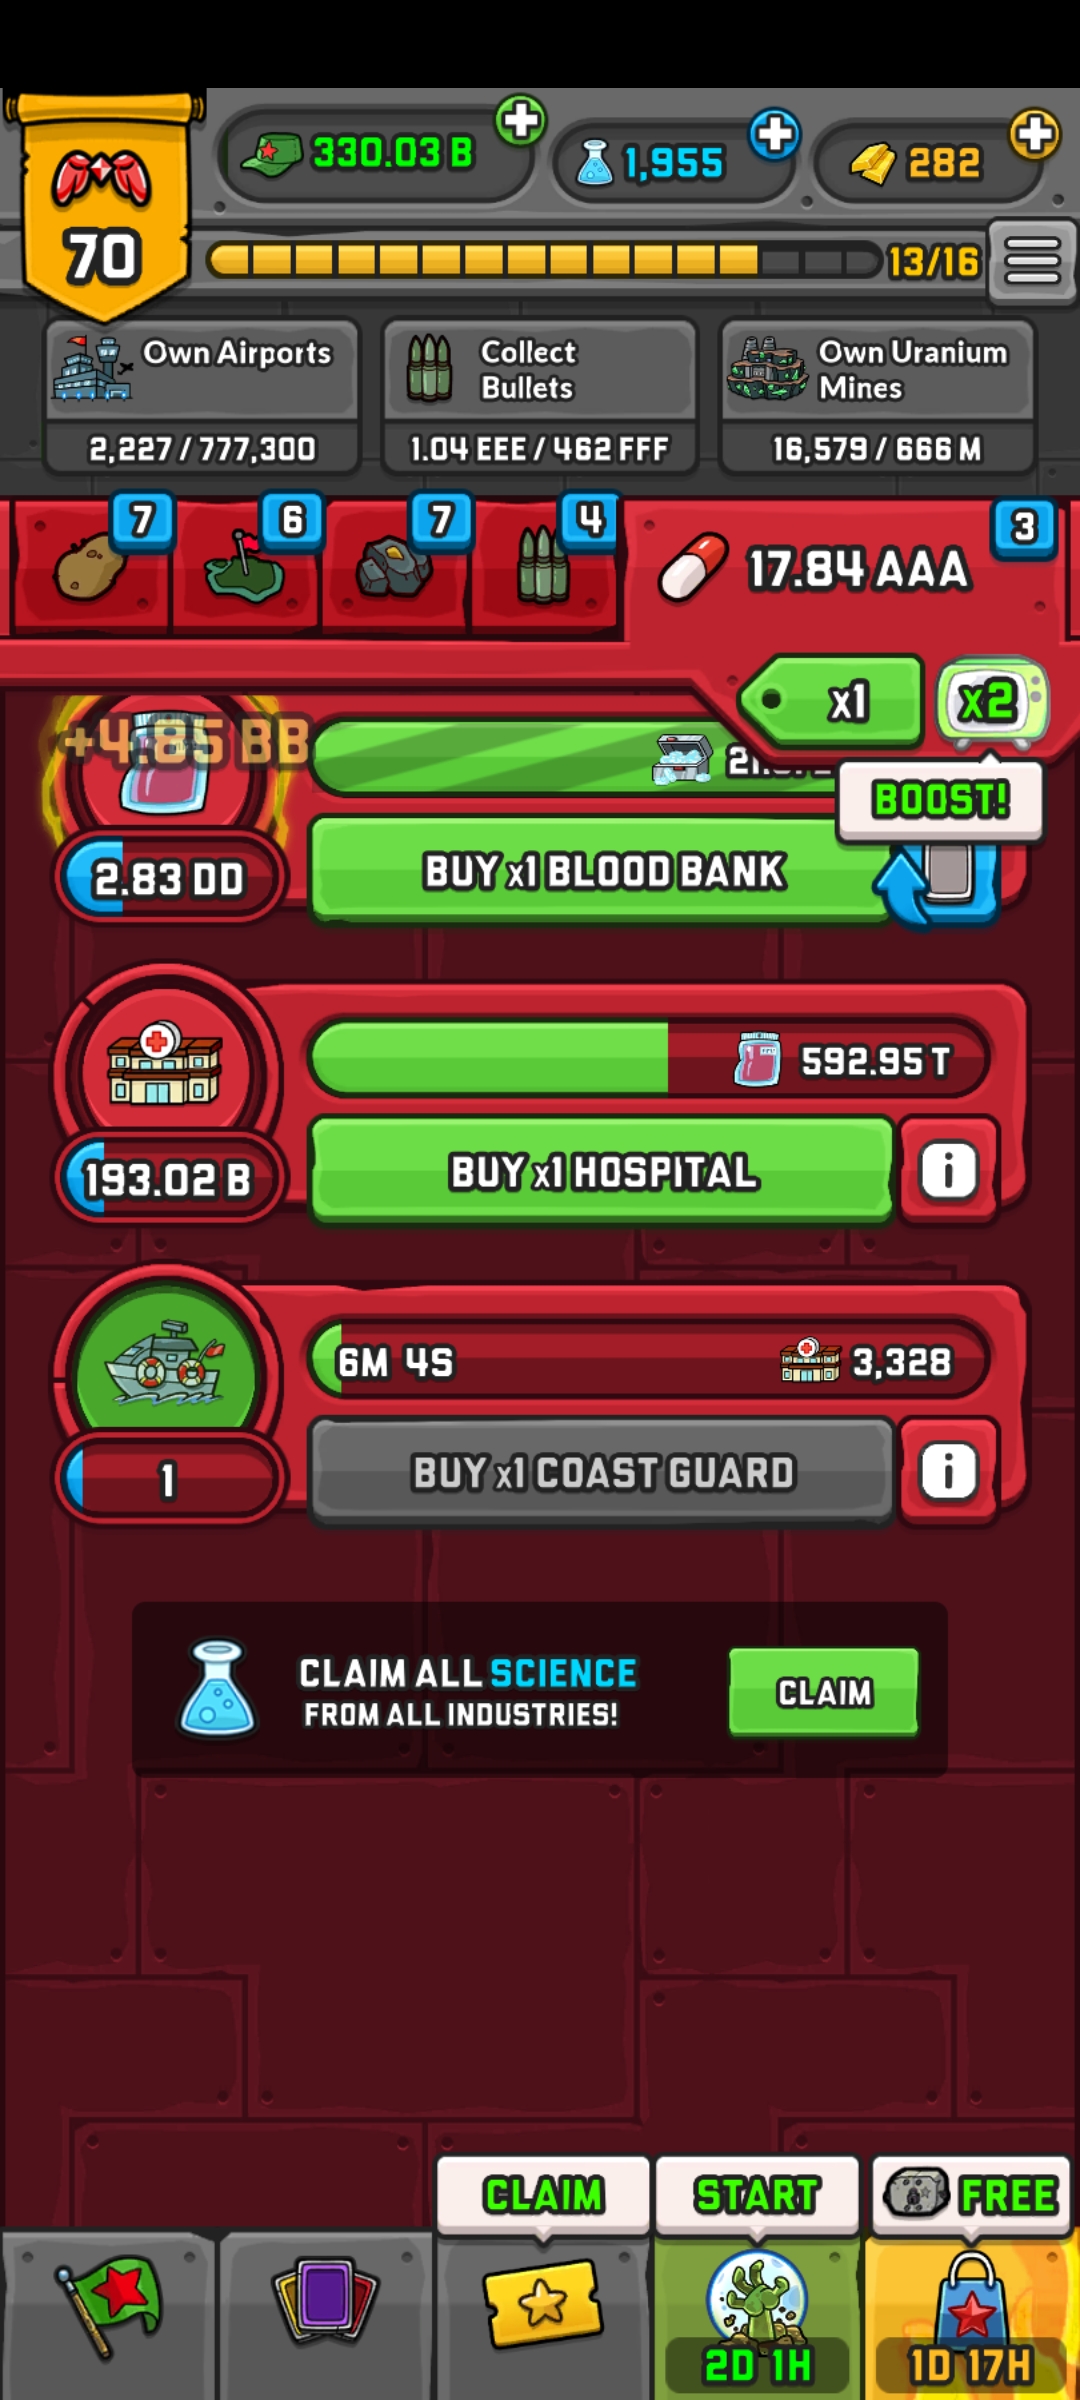 330.03 B
1,955
282
70
13/16
Own Airports
2,227/777,300
Collect
Bullets
1.04 EEE/462 FFF
Own Uranium
Mines
16,579/666 M
7
6
7
4
3
17.84 AAA
x1
x2
BOOST!
+4.85 BB
2.83 DD
BUY x1 BLOOD BANK
592.95 T
193.02 B
BUY x1 HOSPITAL
6M 4S
3,328
1
BUY x1 COAST GUARD
CLAIM ALL SCIENCE
FROM ALL INDUSTRIES!
CLAIM
CLAIM
START
FREE
2D 1H
1D 17H